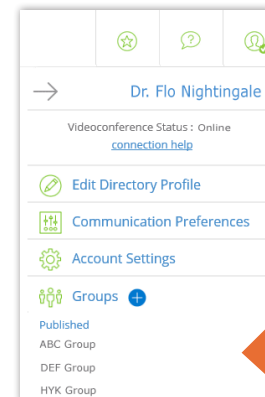 Dr. Flo Nightingale
Videoconference Status : Online
connection help
Edit Directory Profile
Communication Preferences
Account Settings
Groups
Published
ABC Group
DEF Group
HYK Group